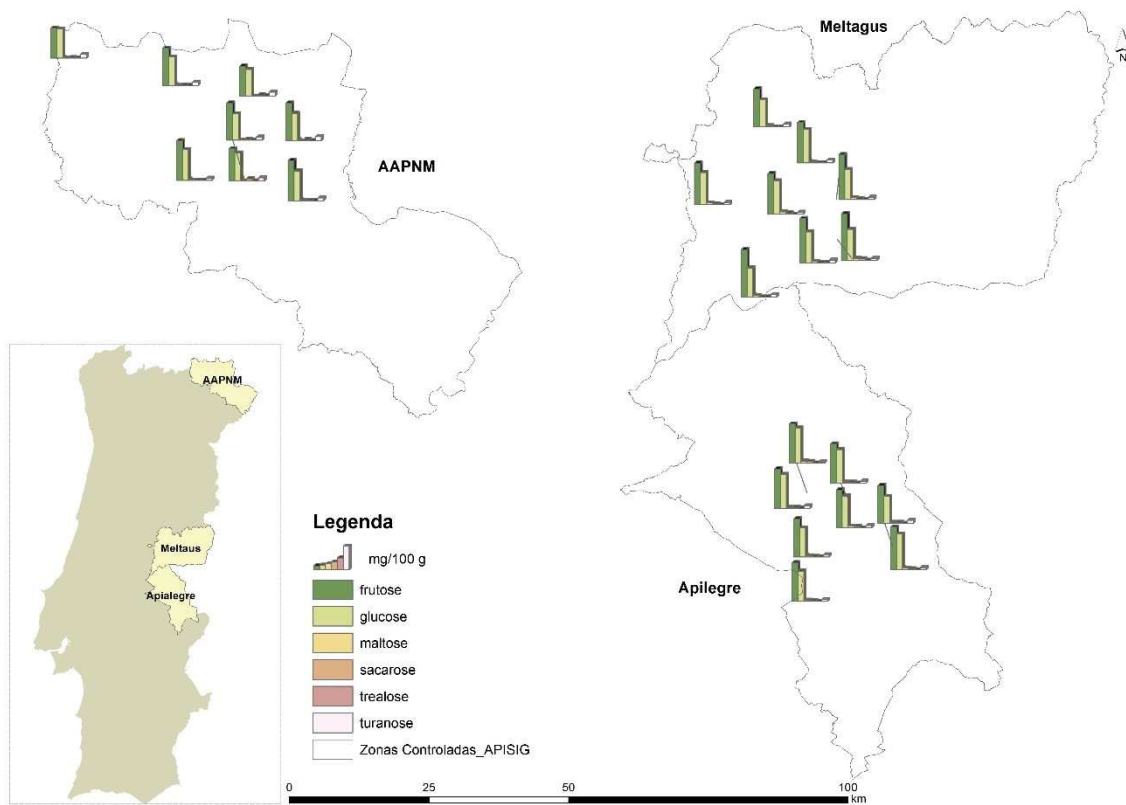 Meltagus
N
AAPNM
AAPNM
Meltaus
Apialegre
Legenda
mg/100 g
frutose
glucose
maltose
sacarose
trealose
turanose
Zonas Controladas_APISIG
Apilegre
0 25 50 100
km